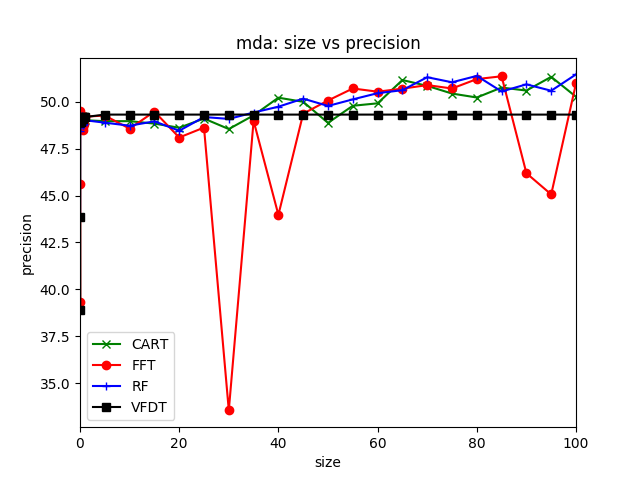 mda: size vs precision
precision
50.0
47.5
45.0
42.5
40.0
37.5
35.0
CART
FFT
RF
VFDT
0 20 40 60 80 100
size